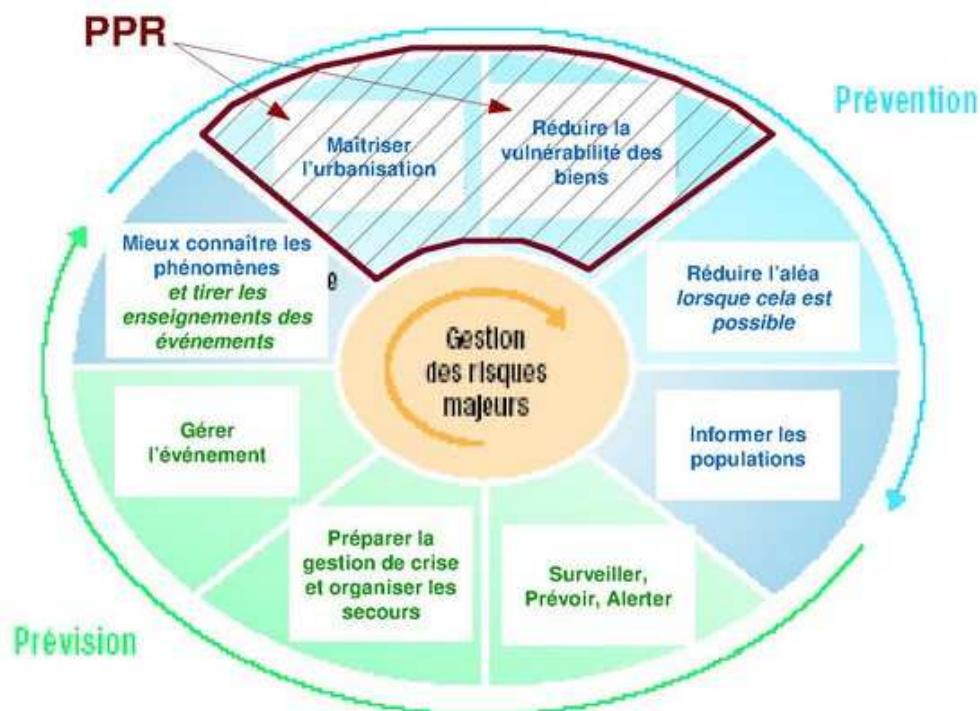 PPR
Prévention
Maîtriser
l'urbanisation
Réduire la
vulnérabilité des
biens
Mieux connaître les
phénomènes
et tirer les
enseignements des
événements
e
Réduire l'aléa
lorsque cela est
possible
Gestion
des risques
majeurs
Gérer
l'événement
Informer les
populations
Préparer la
gestion de crise
et organiser les
secours
Surveiller,
Prévoir, Alerter
Prévision